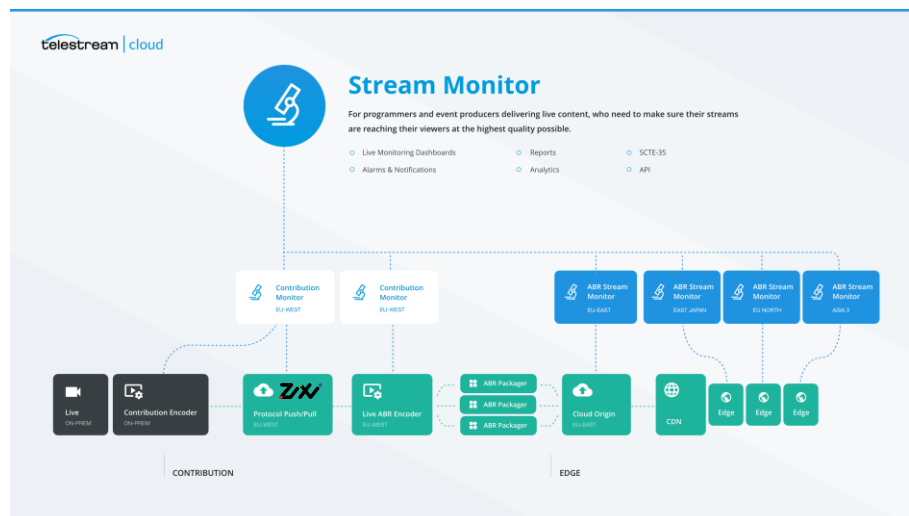 telestream | cloud
Stream Monitor
For programmers and event producers delivering live content, who need to make sure their streams
are reaching their viewers at the highest quality possible.
Live Monitoring Dashboards
Reports
SCTE-35
Alarms & Notifications
Analytics
API
Contribution
Monitor
EU-WEST
Contribution
Monitor
EU-WEST
ABR Stream
Monitor
EU-EAST
ABR Stream
Monitor
EAST JAPAN
ABR Stream
Monitor
EU NORTH
ABR Stream
Monitor
ASIA 3
Live
ON-PREM
Contribution Encoder
ON-PREM
ZiXi
Protocol Push/Pull
EU-WEST
Live ABR Encoder
EU-WEST
ABR Packager
ABR Packager
ABR Packager
Cloud Origin
EU-EAST
CDN
Edge
Edge
Edge
CONTRIBUTION
EDGE